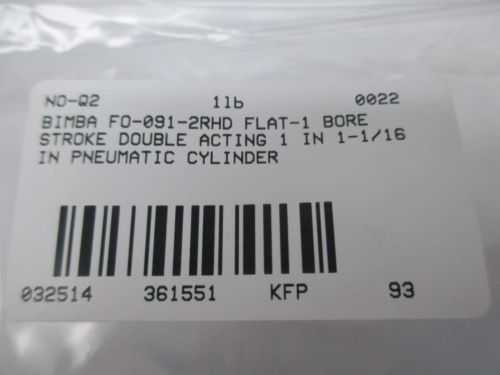 NO-Q2 1lb 0022
BIMBA FO-091-2RHD FLAT-1 BORE
STROKE DOUBLE ACTING 1 IN 1-1/16
IN PNEUMATIC CYLINDER
032514 361551 KFP 93